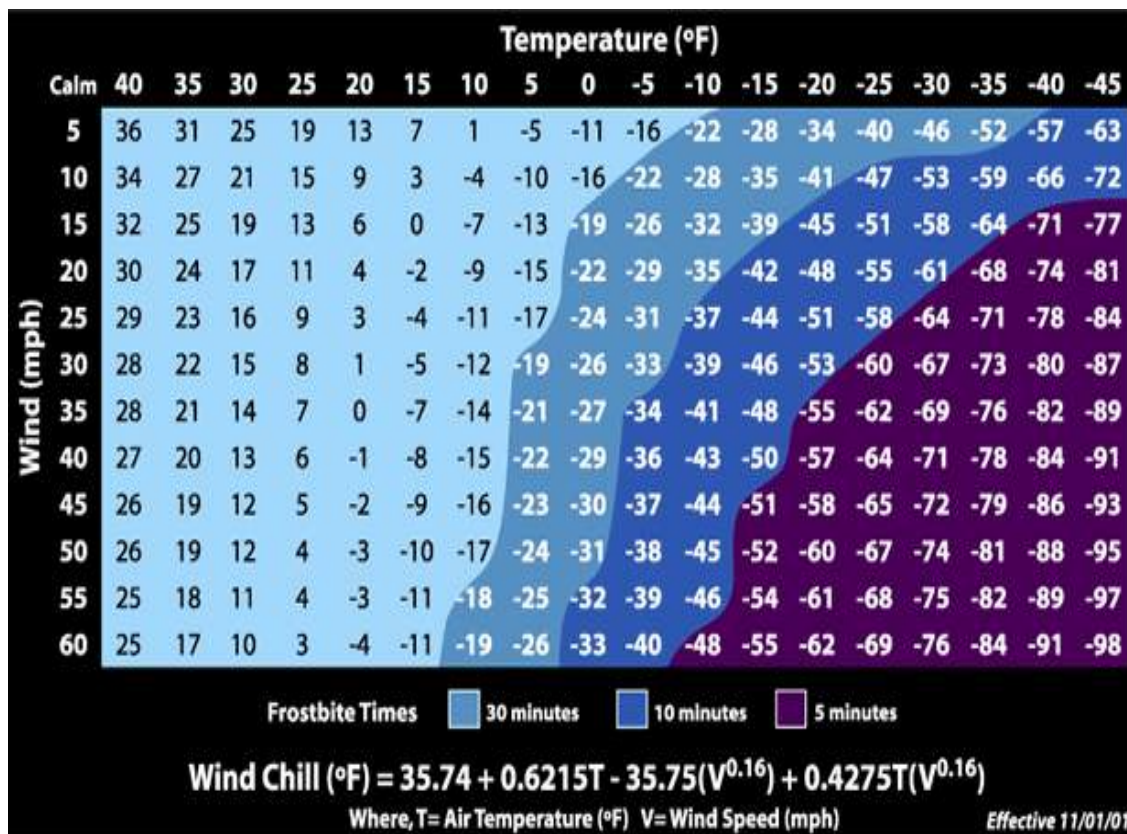 Temperature (ºF)
Calm 40 35 30 25 20 15 10 5 0 -5 -10 -15 -20 -25 -30 -35 -40 -45
5 36 31 25 19 13 7 1 -5 -11 -16 -22 -28 -34 -40 -46 -52 -57 -63
10 34 27 21 15 9 3 -4 -10 -16 -22 -28 -35 -41 -47 -53 -59 -66 -72
15 32 25 19 13 6 0 -7 -13 -19 -26 -32 -39 -45 -51 -58 -64 -71 -77
20 30 24 17 11 4 -2 -9 -15 -22 -29 -35 -42 -48 -55 -61 -68 -74 -81
25 29 23 16 9 3 -4 -11 -17 -24 -31 -37 -44 -51 -58 -64 -71 -78 -84
30 28 22 15 8 1 -5 -12 -19 -26 -33 -39 -46 -53 -60 -67 -73 -80 -87
35 28 21 14 7 0 -7 -14 -21 -27 -34 -41 -48 -55 -62 -69 -76 -82 -89
40 27 20 13 6 -1 -8 -15 -22 -29 -36 -43 -50 -57 -64 -71 -78 -84 -91
45 26 19 12 5 -2 -9 -16 -23 -30 -37 -44 -51 -58 -65 -72 -79 -86 -93
50 26 19 12 4 -3 -10 -17 -24 -31 -38 -45 -52 -60 -67 -74 -81 -88 -95
55 25 18 11 4 -3 -11 -18 -25 -32 -39 -46 -54 -61 -68 -75 -82 -89 -97
60 25 17 10 3 -4 -11 -19 -26 -33 -40 -48 -55 -62 -69 -76 -84 -91 -98
Wind (mph)
Frostbite Times 30 minutes 10 minutes 5 minutes
Wind Chill (ºF) = 35.74 + 0.6215T - 35.75(V^0.16) + 0.4275T(V^0.16)
Where, T= Air Temperature (ºF) V= Wind Speed (mph) Effective 11/01/01